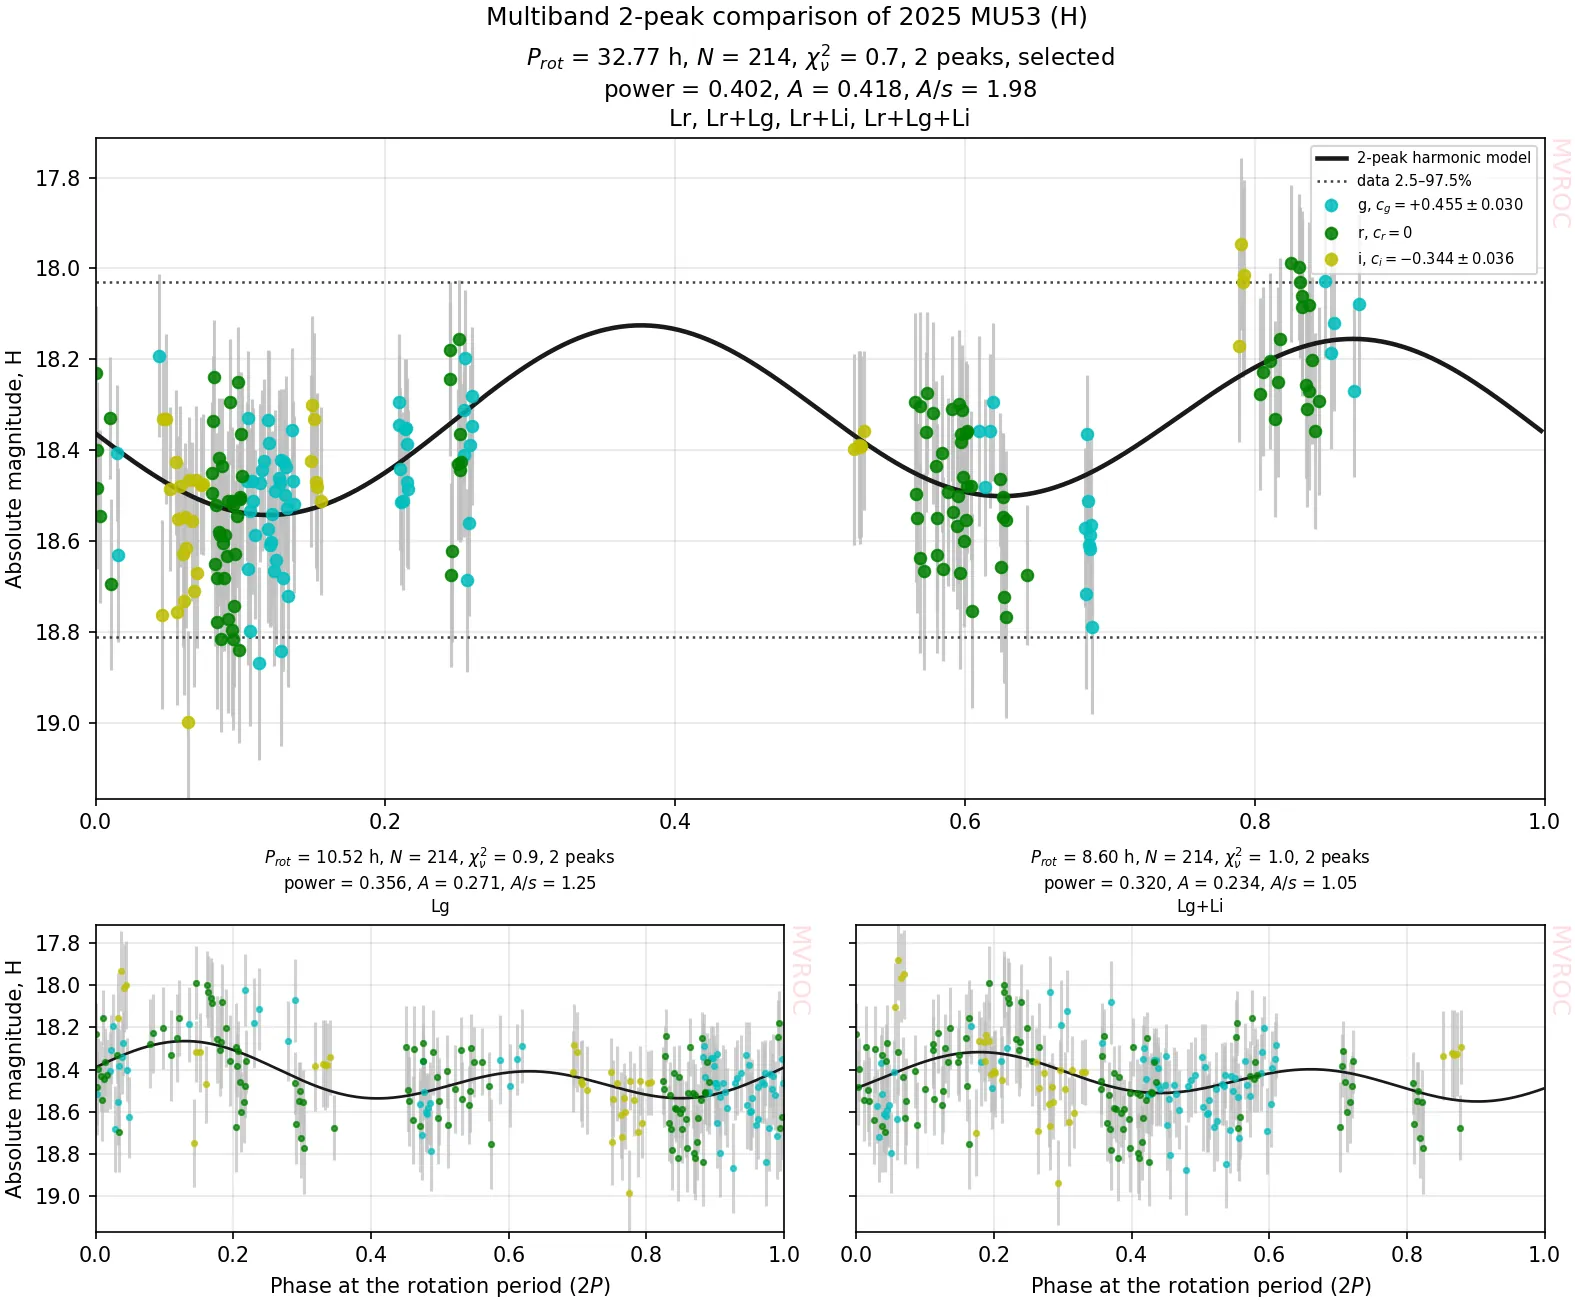 Multiband 2-peak comparison of 2025 MU53 (H)
P_rot = 32.77 h, N = 214, χ²_ν = 0.7, 2 peaks, selected
power = 0.402, A = 0.418, A/s = 1.98
Lr, Lr+Lg, Lr+Li, Lr+Lg+Li
MVROC
2-peak harmonic model
data 2.5–97.5%
g, c_g = +0.455 ± 0.030
r, c_r = 0
i, c_i = −0.344 ± 0.036
Absolute magnitude, H
17.8
18.0
18.2
18.4
18.6
18.8
19.0
0.0 0.2 0.4 0.6 0.8 1.0
P_rot = 10.52 h, N = 214, χ²_ν = 0.9, 2 peaks
power = 0.356, A = 0.271, A/s = 1.25
Lg
MVROC
Absolute magnitude, H
17.8
18.0
18.2
18.4
18.6
18.8
19.0
0.0 0.2 0.4 0.6 0.8 1.0
Phase at the rotation period (2P)
P_rot = 8.60 h, N = 214, χ²_ν = 1.0, 2 peaks
power = 0.320, A = 0.234, A/s = 1.05
Lg+Li
MVROC
0.0 0.2 0.4 0.6 0.8 1.0
Phase at the rotation period (2P)